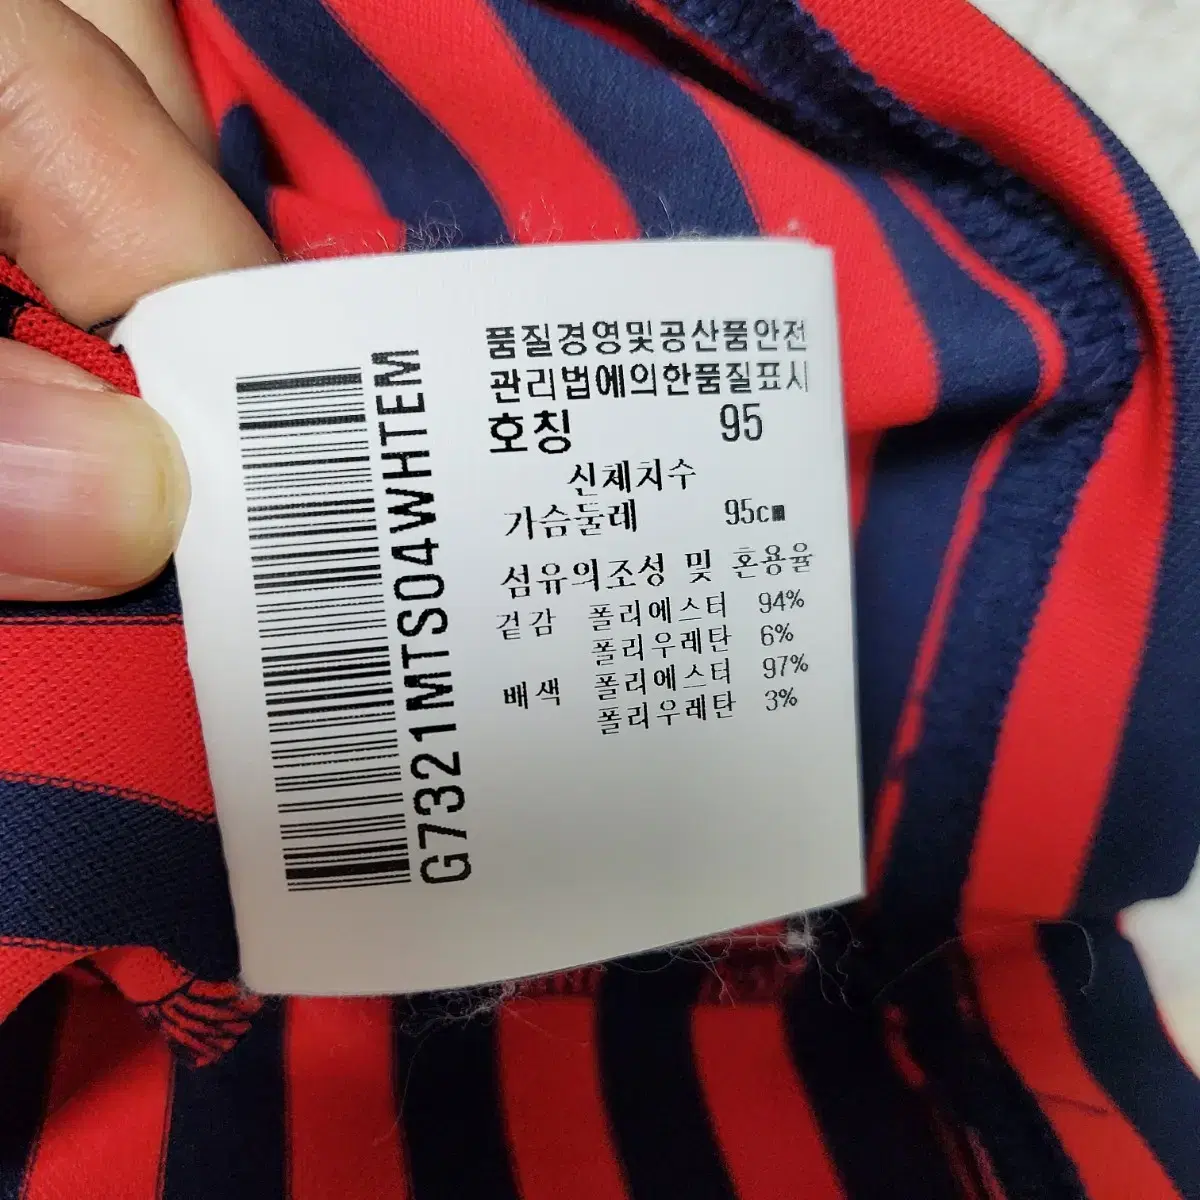 품질경영및공산품안전
관리법에의한품질표시
호칭 95
신체치수
가슴둘레 95cm
섬유의조성 및 혼용율
겉감 폴리에스터 94%
폴리우레탄 6%
배색 폴리에스터 97%
폴리우레탄 3%
G7321MTS04WHTEM